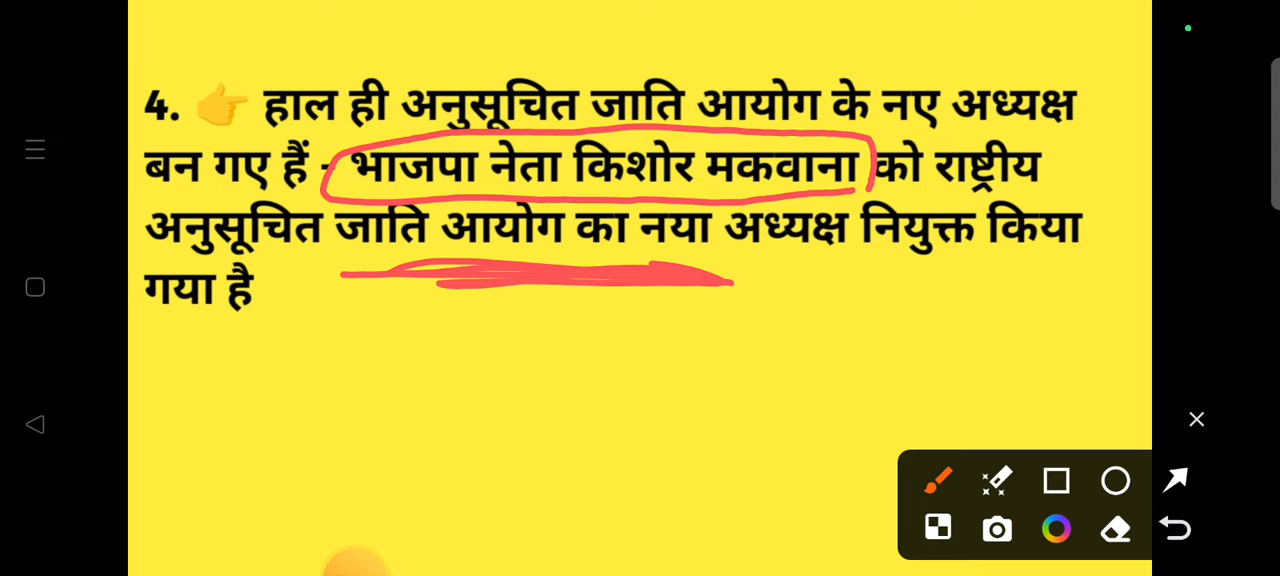 4. 👉 हाल ही अनुसूचित जाति आयोग के नए अध्यक्ष
बन गए हैं - भाजपा नेता किशोर मकवाना को राष्ट्रीय
अनुसूचित जाति आयोग का नया अध्यक्ष नियुक्त किया
गया है